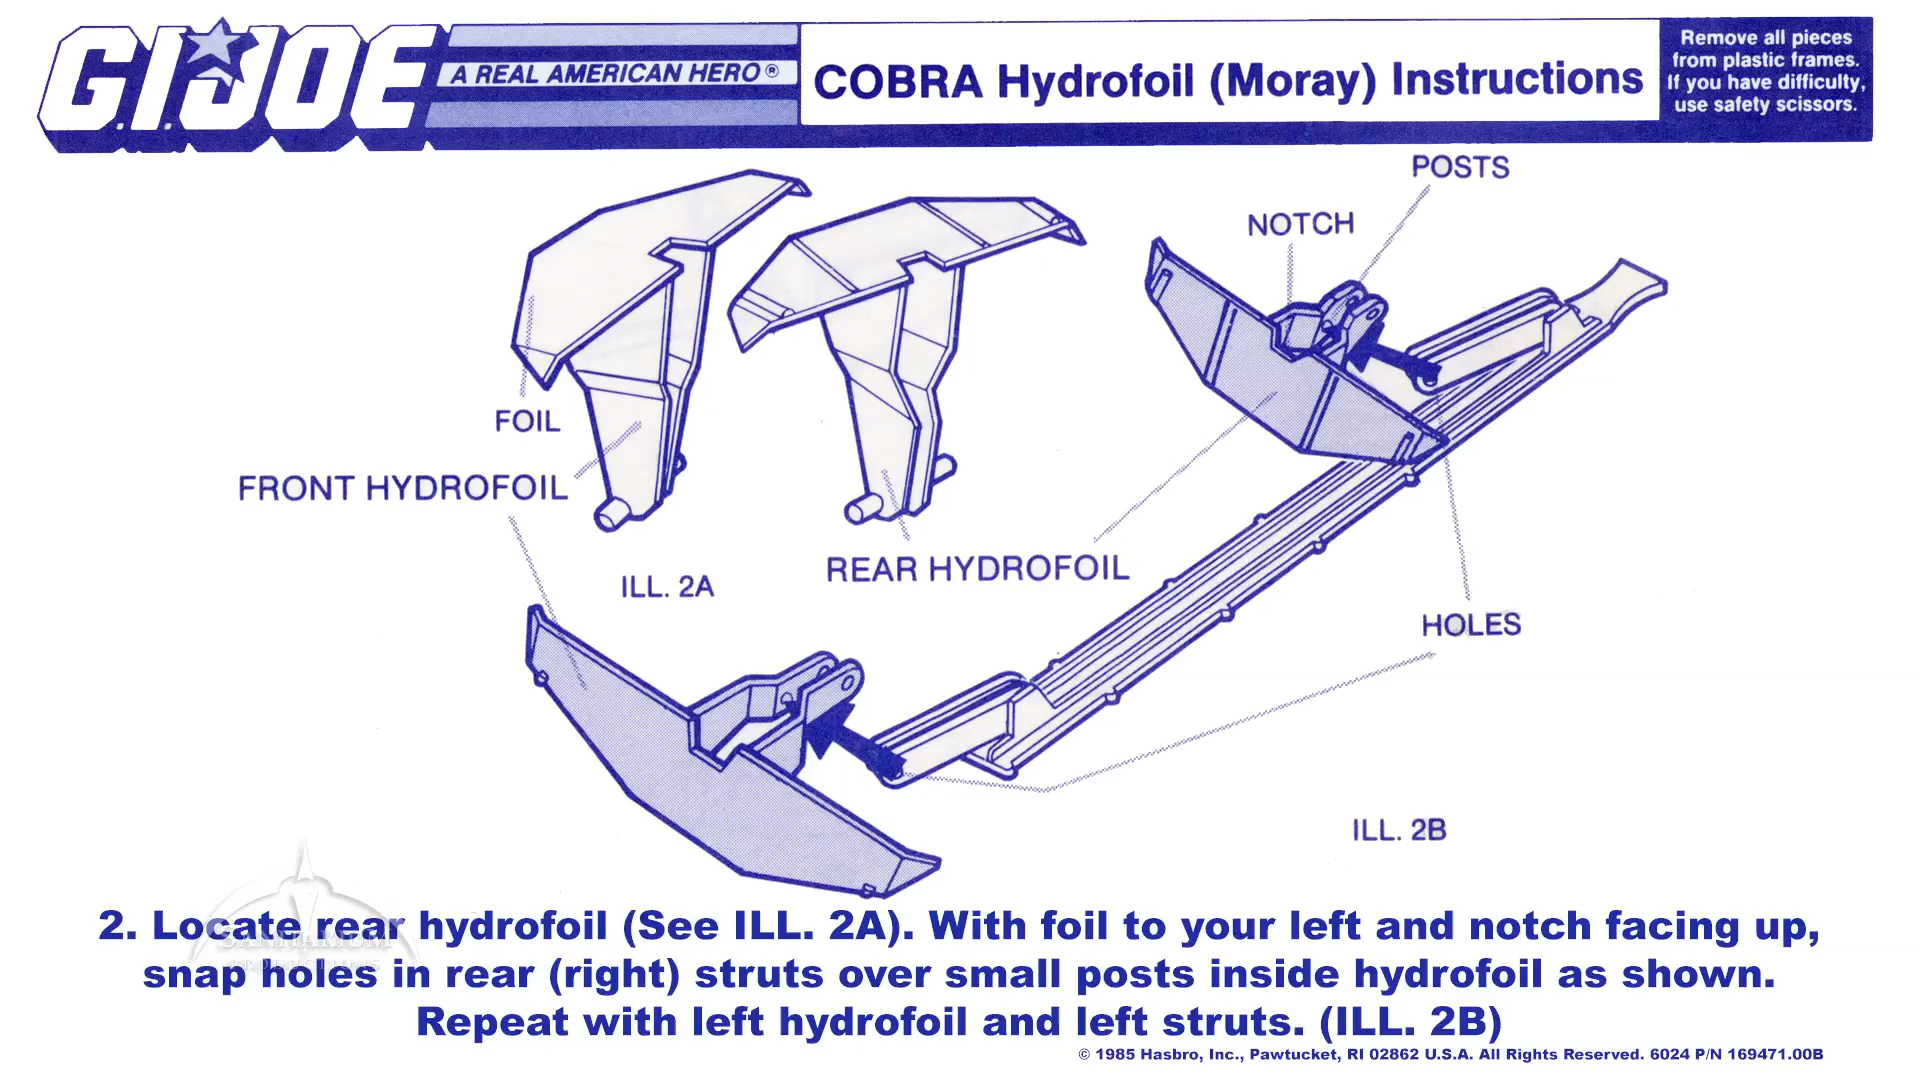 G.I. JOE
A REAL AMERICAN HERO®
COBRA Hydrofoil (Moray) Instructions
Remove all pieces
from plastic frames.
If you have difficulty,
use safety scissors.
POSTS
NOTCH
FOIL
FRONT HYDROFOIL
REAR HYDROFOIL
ILL. 2A
HOLES
ILL. 2B
2. Locate rear hydrofoil (See ILL. 2A). With foil to your left and notch facing up,
snap holes in rear (right) struts over small posts inside hydrofoil as shown.
Repeat with left hydrofoil and left struts. (ILL. 2B)
SANITARIUM
© 1985 Hasbro, Inc., Pawtucket, RI 02862 U.S.A. All Rights Reserved. 6024 P/N 169471.00B